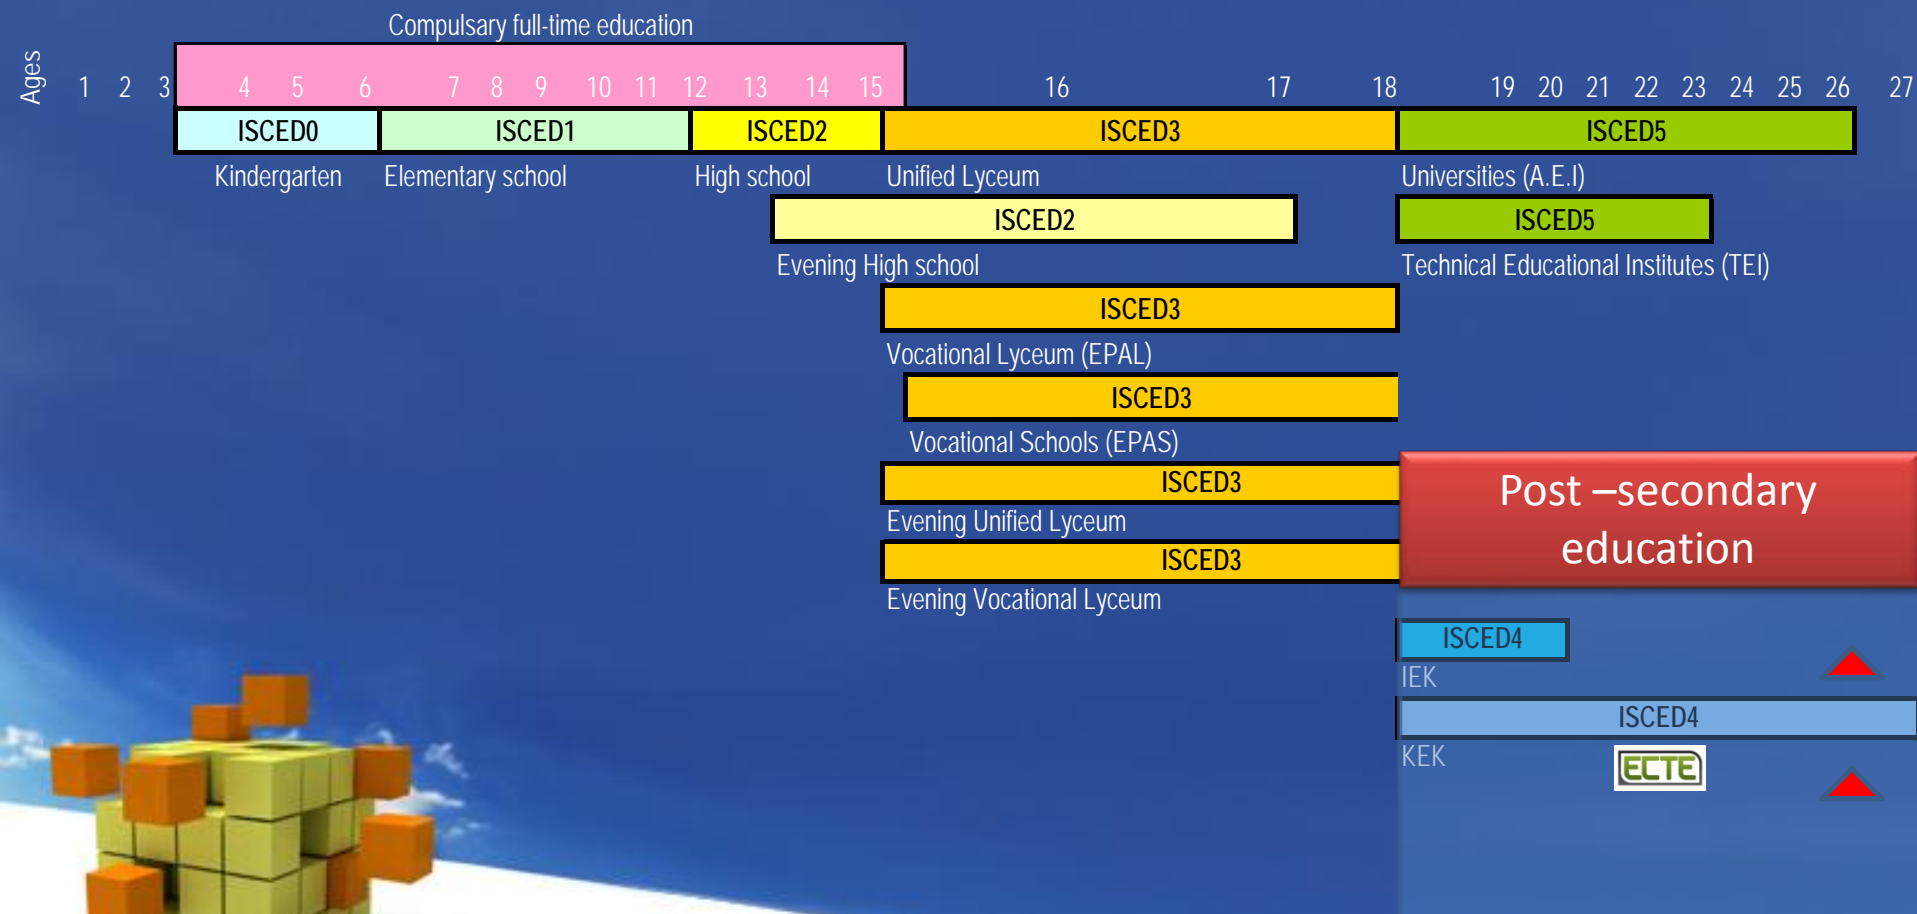 Compulsary full-time education
Ages 1 2 3 4 5 6 7 8 9 10 11 12 13 14 15 16 17 18 19 20 21 22 23 24 25 26 27
ISCED0 ISCED1 ISCED2 ISCED3 ISCED5
Kindergarten Elementary school High school Unified Lyceum Universities (A.E.I)
ISCED2 ISCED5
Evening High school Technical Educational Institutes (TEI)
ISCED3
Vocational Lyceum (EPAL)
ISCED3
Vocational Schools (EPAS)
ISCED3
Evening Unified Lyceum
ISCED3
Evening Vocational Lyceum
Post –secondary
education
ISCED4
IEK
ISCED4
KEK
ECTE